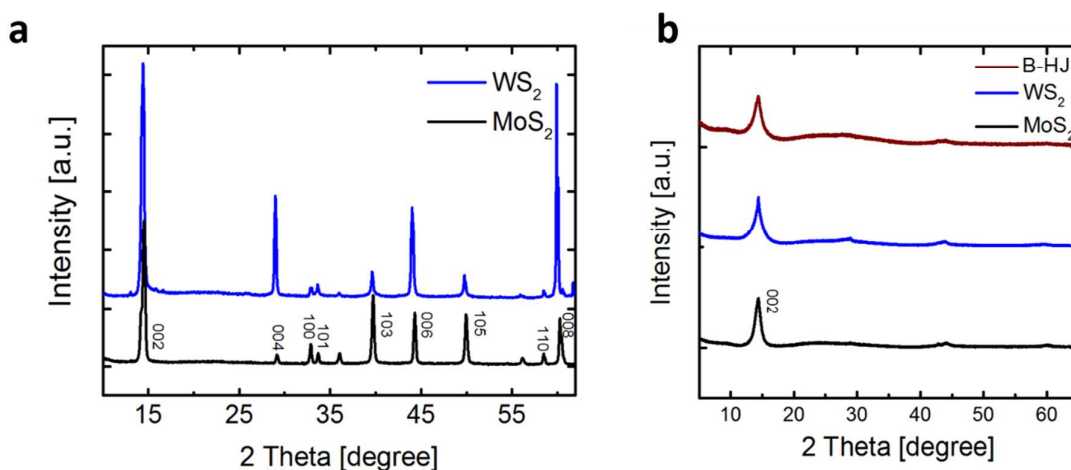 a
Intensity [a.u.]
WS₂
MoS₂
002
004
100
101
103
006
105
110
008
15 25 35 45 55
2 Theta [degree]
b
Intensity [a.u.]
B-HJ
WS₂
MoS₂
002
10 20 30 40 50 60
2 Theta [degree]